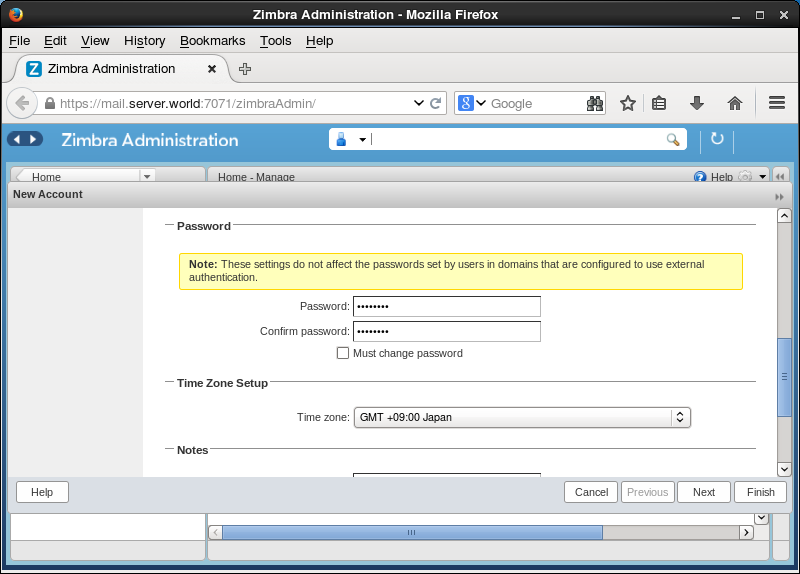 Zimbra Administration - Mozilla Firefox
File Edit View History Bookmarks Tools Help
Zimbra Administration
https://mail.server.world:7071/zimbraAdmin/
Google
Zimbra Administration
Home
Home - Manage
Help
New Account
Password
Note: These settings do not affect the passwords set by users in domains that are configured to use external
authentication.
Password: ••••••••
Confirm password: ••••••••
Must change password
Time Zone Setup
Time zone: GMT +09:00 Japan
Notes
Help
Cancel
Previous
Next
Finish